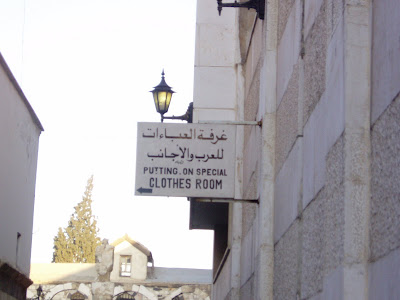 غرفة العباءات
للعرب والأجانب
PUTTING ON SPECIAL
CLOTHES ROOM